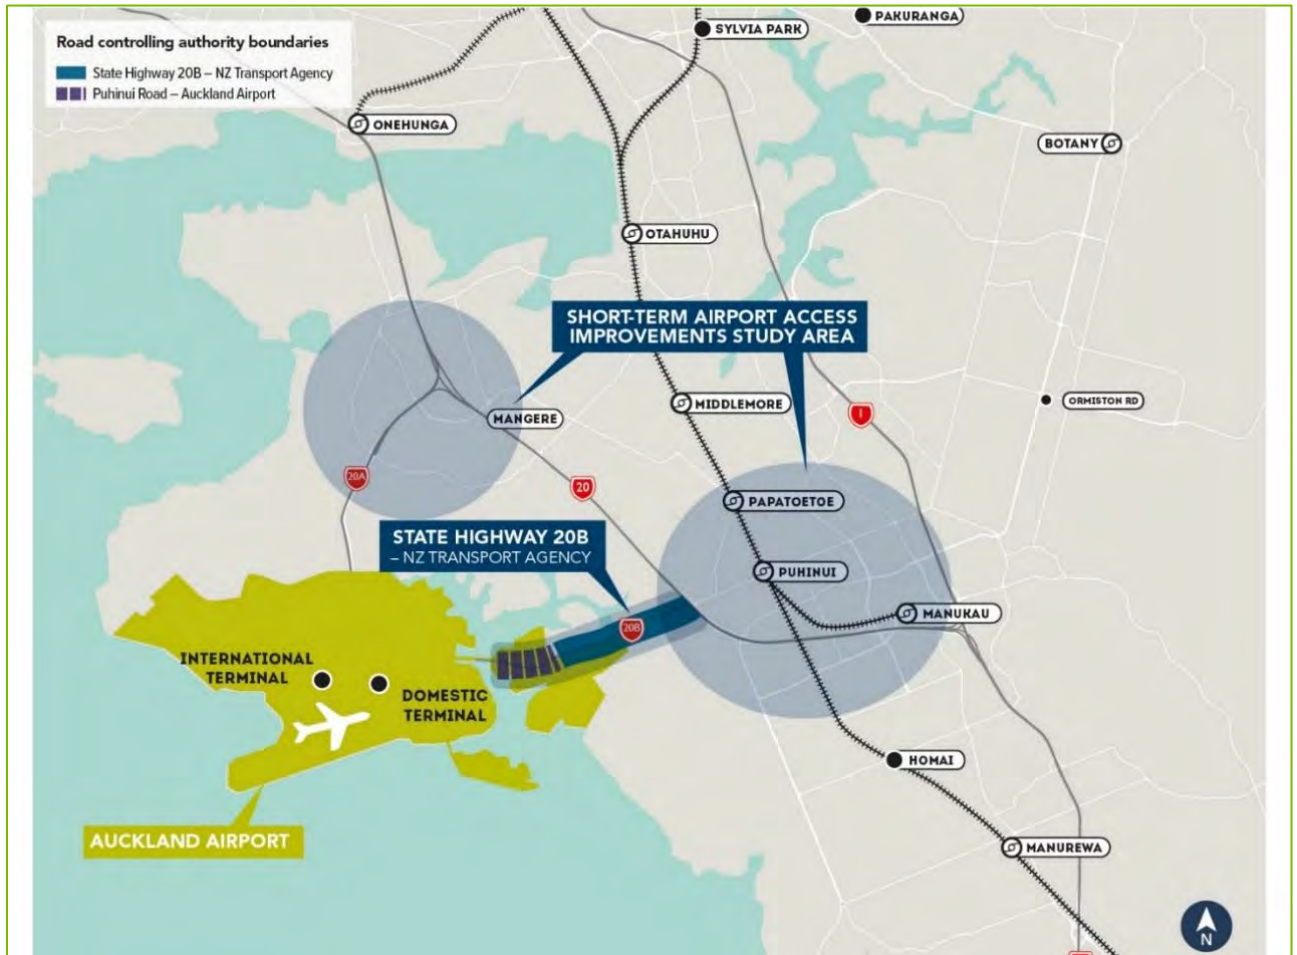 Road controlling authority boundaries
State Highway 20B – NZ Transport Agency
Puhinui Road – Auckland Airport
SYLVIA PARK
PAKURANGA
ONEHUNGA
BOTANY
OTAHUHU
SHORT-TERM AIRPORT ACCESS
IMPROVEMENTS STUDY AREA
MIDDLEMORE
ORMISTON RD
1
MANGERE
20A
20
PAPATOETOE
STATE HIGHWAY 20B
– NZ TRANSPORT AGENCY
PUHINUI
MANUKAU
20B
INTERNATIONAL
TERMINAL
DOMESTIC
TERMINAL
HOMAI
AUCKLAND AIRPORT
MANUREWA
N